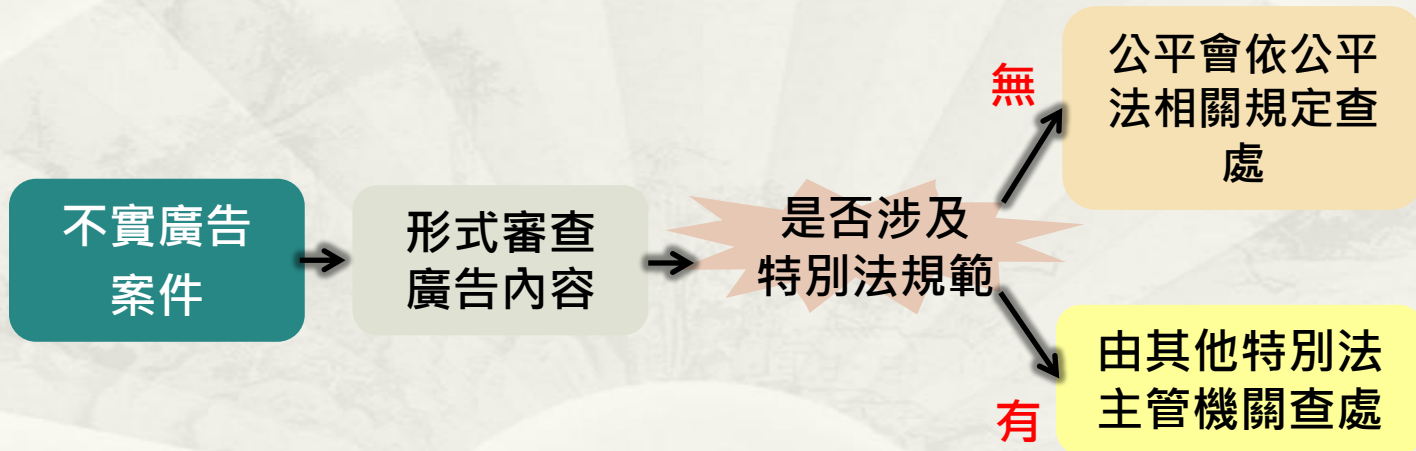 不實廣告
案件
形式審查
廣告內容
是否涉及
特別法規範
無
公平會依公平
法相關規定查
處
有
由其他特別法
主管機關查處